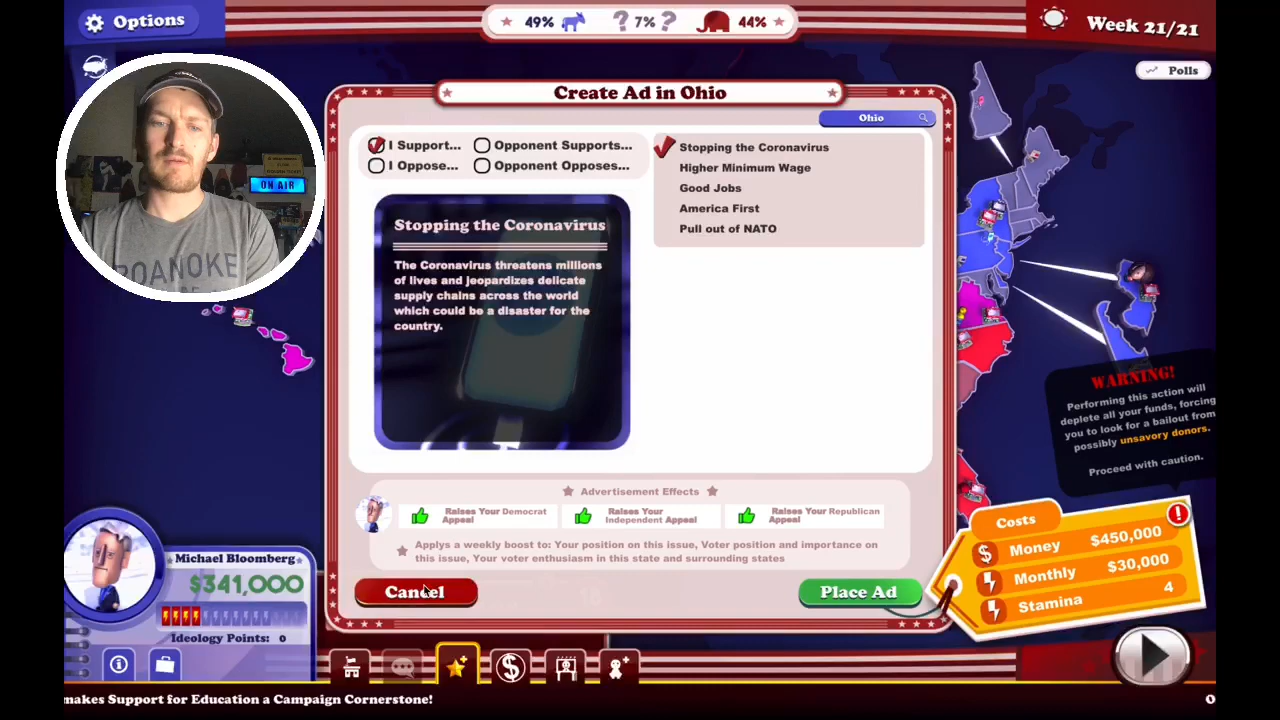 Options
49%
? 7% ?
44%
Week 21/21
Polls
Create Ad in Ohio
Ohio
I Support...
Opponent Supports...
I Oppose...
Opponent Opposes...
Stopping the Coronavirus
Higher Minimum Wage
Good Jobs
America First
Pull out of NATO
Stopping the Coronavirus
The Coronavirus threatens millions
of lives and jeopardizes delicate
supply chains across the world
which could be a disaster for the
country.
ON AIR
ROANOKE
WARNING!
Performing this action will
deplete all your funds, forcing
you to look for a bailout from
possibly unsavory donors.
Proceed with caution.
Advertisement Effects
Raises Your Democrat
Appeal
Raises Your
Independent Appeal
Raises Your Republican
Appeal
Applys a weekly boost to: Your position on this issue, Voter position and importance on
this issue, Your voter enthusiasm in this state and surrounding states
Cancel
Place Ad
Costs
Money $450,000
Monthly $30,000
Stamina 4
Michael Bloomberg
$341,000
Ideology Points: 0
makes Support for Education a Campaign Cornerstone!